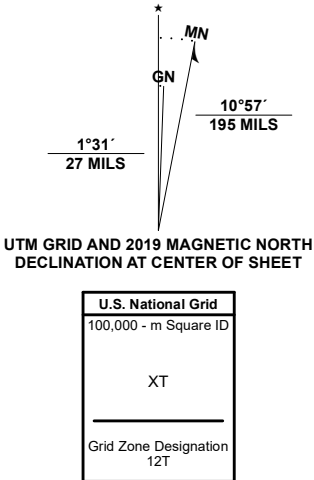 ★
MN
GN
10°57´
195 MILS
1°31´
27 MILS
UTM GRID AND 2019 MAGNETIC NORTH
DECLINATION AT CENTER OF SHEET
U.S. National Grid
100,000 - m Square ID
XT
Grid Zone Designation
12T